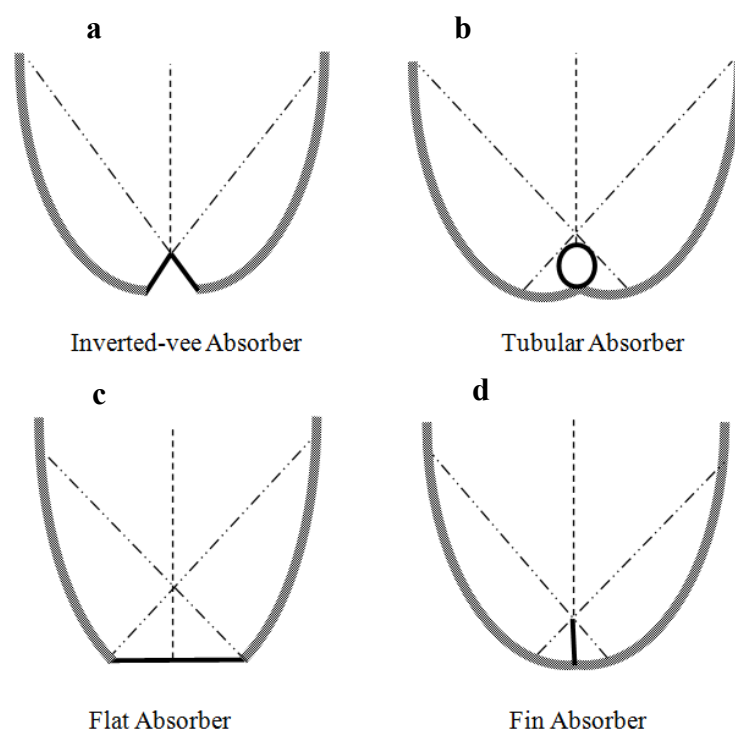 a
b
Inverted-vee Absorber
Tubular Absorber
c
d
Flat Absorber
Fin Absorber